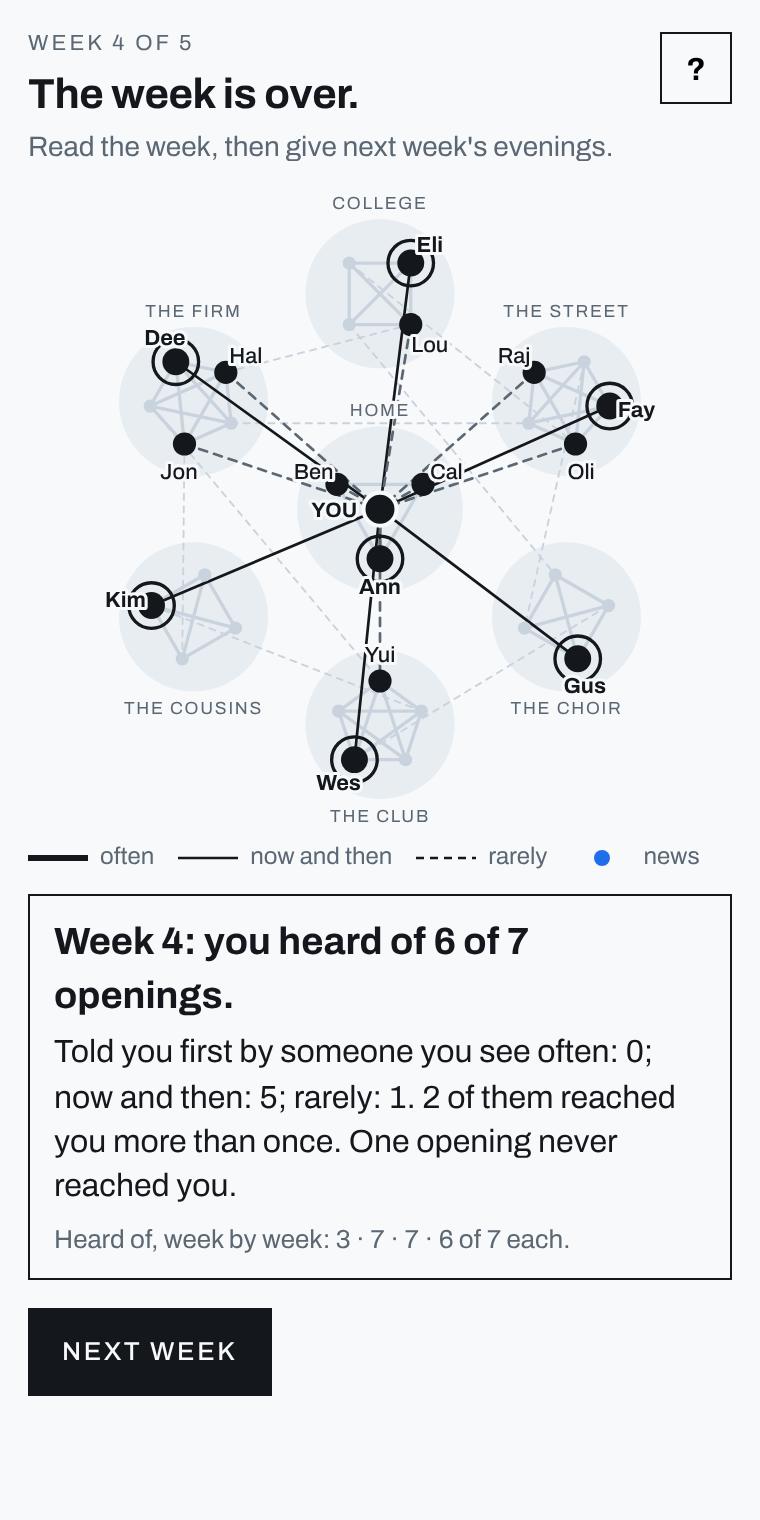 WEEK 4 OF 5
?
The week is over.
Read the week, then give next week's evenings.
COLLEGE
Eli
THE FIRM
THE STREET
Dee
Hal
Lou
Raj
HOME
Fay
Jon
Ben
Cal
Oli
YOU
Ann
Kim
Yui
Gus
THE COUSINS
THE CHOIR
Wes
THE CLUB
often
now and then
rarely
news
Week 4: you heard of 6 of 7
openings.
Told you first by someone you see often: 0;
now and then: 5; rarely: 1. 2 of them reached
you more than once. One opening never
reached you.
Heard of, week by week: 3 · 7 · 7 · 6 of 7 each.
NEXT WEEK